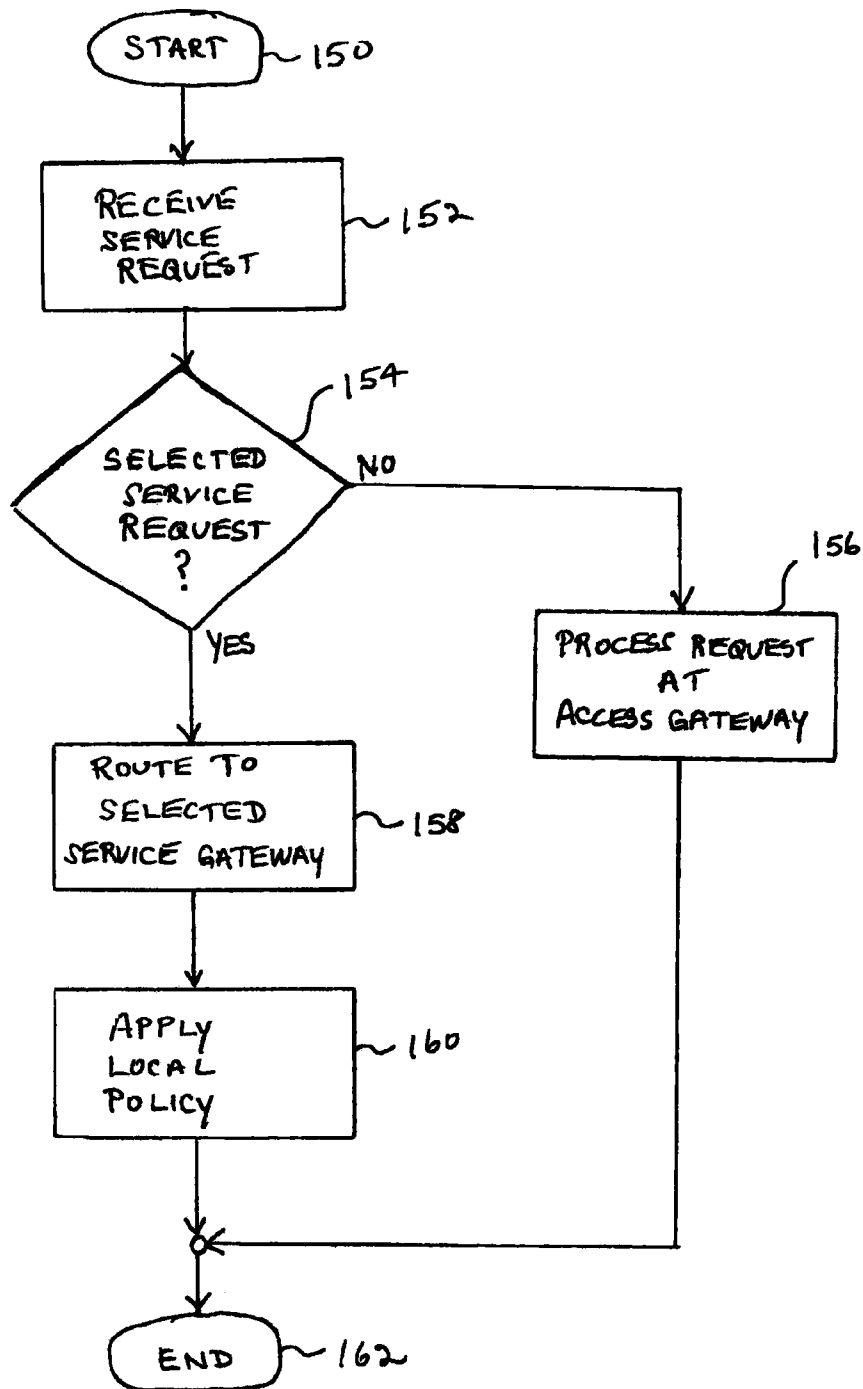 START
150
RECEIVE
SERVICE
REQUEST
152
154
SELECTED
SERVICE
REQUEST
?
NO
YES
156
PROCESS REQUEST
AT
ACCESS GATEWAY
ROUTE TO
SELECTED
SERVICE GATEWAY
158
APPLY
LOCAL
POLICY
160
END
162